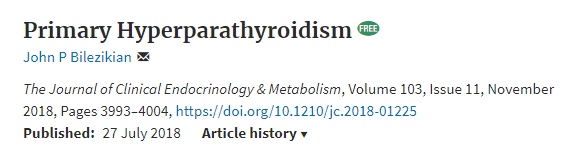 Primary Hyperparathyroidism FREE
John P Bilezikian
The Journal of Clinical Endocrinology & Metabolism, Volume 103, Issue 11, November
2018, Pages 3993–4004, https://doi.org/10.1210/jc.2018-01225
Published: 27 July 2018 Article history ▾